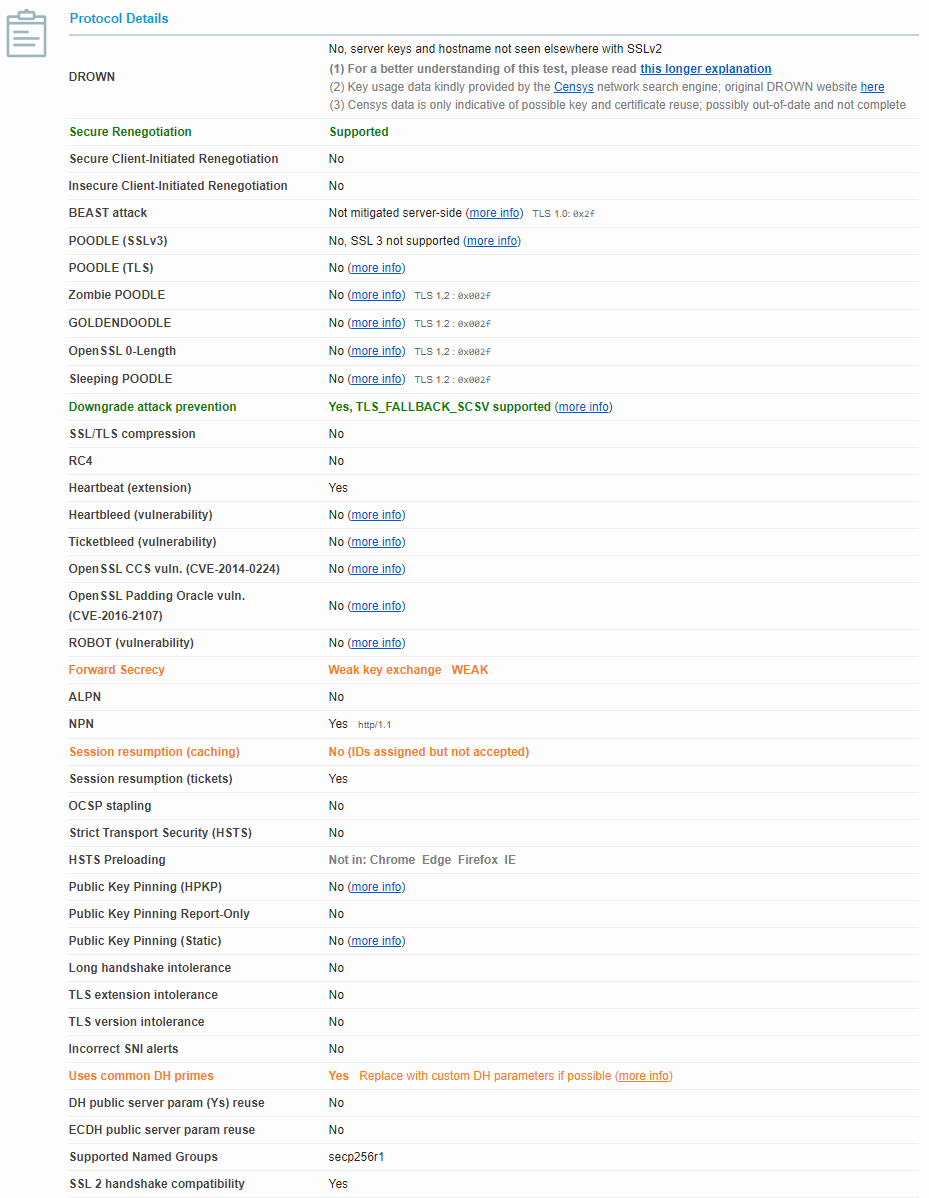 Protocol Details
DROWN
No, server keys and hostname not seen elsewhere with SSLv2
(1) For a better understanding of this test, please read this longer explanation
(2) Key usage data kindly provided by the Censys network search engine; original DROWN website here
(3) Censys data is only indicative of possible key and certificate reuse; possibly out-of-date and not complete
Secure Renegotiation Supported
Secure Client-Initiated Renegotiation No
Insecure Client-Initiated Renegotiation No
BEAST attack Not mitigated server-side (more info) TLS 1.0: 0x2f
POODLE (SSLv3) No, SSL 3 not supported (more info)
POODLE (TLS) No (more info)
Zombie POODLE No (more info) TLS 1.2 : 0x002f
GOLDENDOODLE No (more info) TLS 1.2 : 0x002f
OpenSSL 0-Length No (more info) TLS 1.2 : 0x002f
Sleeping POODLE No (more info) TLS 1.2 : 0x002f
Downgrade attack prevention Yes, TLS_FALLBACK_SCSV supported (more info)
SSL/TLS compression No
RC4 No
Heartbeat (extension) Yes
Heartbleed (vulnerability) No (more info)
Ticketbleed (vulnerability) No (more info)
OpenSSL CCS vuln. (CVE-2014-0224) No (more info)
OpenSSL Padding Oracle vuln.
(CVE-2016-2107) No (more info)
ROBOT (vulnerability) No (more info)
Forward Secrecy Weak key exchange WEAK
ALPN No
NPN Yes http/1.1
Session resumption (caching) No (IDs assigned but not accepted)
Session resumption (tickets) Yes
OCSP stapling No
Strict Transport Security (HSTS) No
HSTS Preloading Not in: Chrome Edge Firefox IE
Public Key Pinning (HPKP) No (more info)
Public Key Pinning Report-Only No
Public Key Pinning (Static) No (more info)
Long handshake intolerance No
TLS extension intolerance No
TLS version intolerance No
Incorrect SNI alerts No
Uses common DH primes Yes Replace with custom DH parameters if possible (more info)
DH public server param (Ys) reuse No
ECDH public server param reuse No
Supported Named Groups secp256r1
SSL 2 handshake compatibility Yes